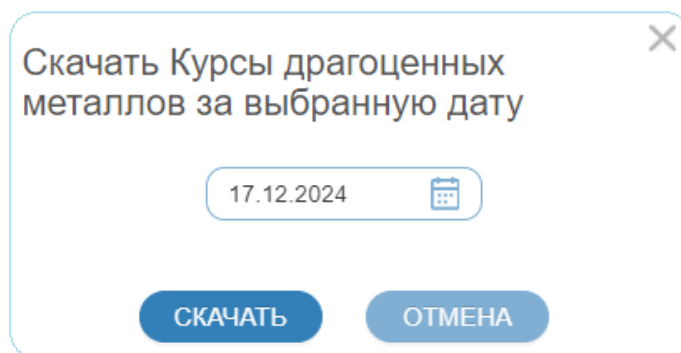 Скачать Курсы драгоценных
металлов за выбранную дату
17.12.2024
СКАЧАТЬ ОТМЕНА